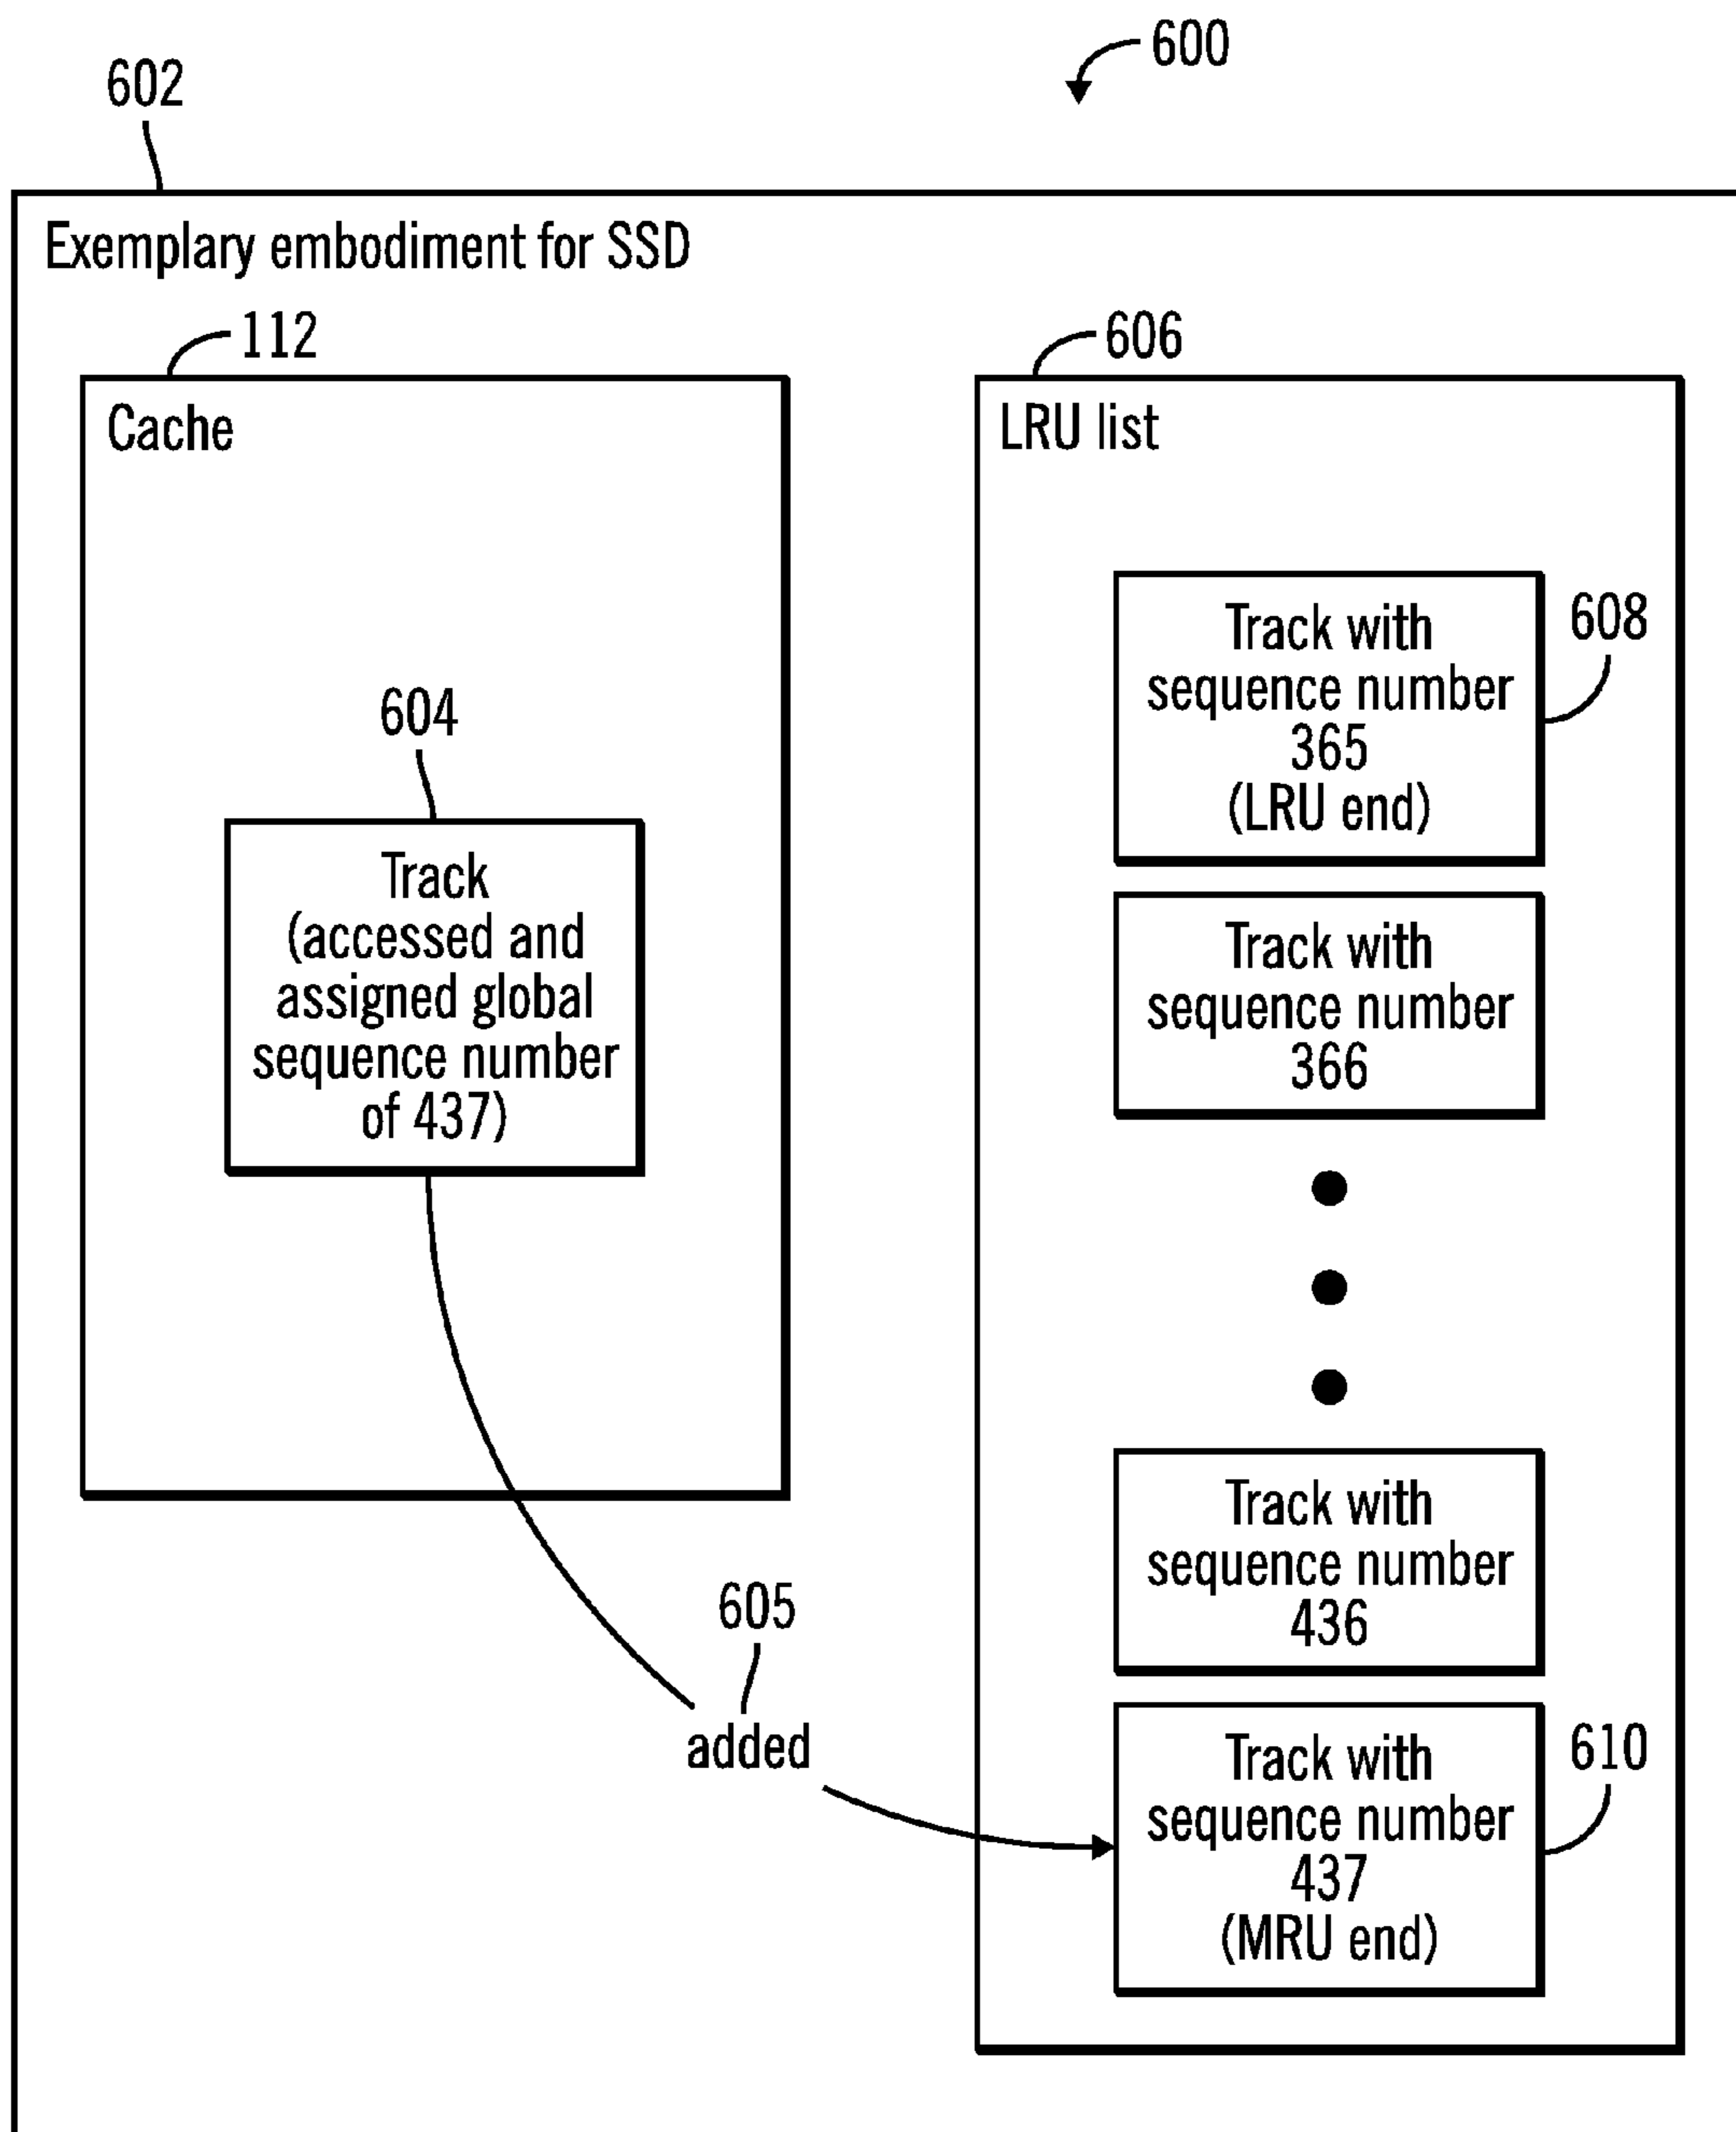 600
602
Exemplary embodiment for SSD
112
Cache
604
Track
(accessed and
assigned global
sequence number
of 437)
605
added
606
LRU list
Track with
sequence number
365
(LRU end)
608
Track with
sequence number
366
Track with
sequence number
436
Track with
sequence number
437
(MRU end)
610